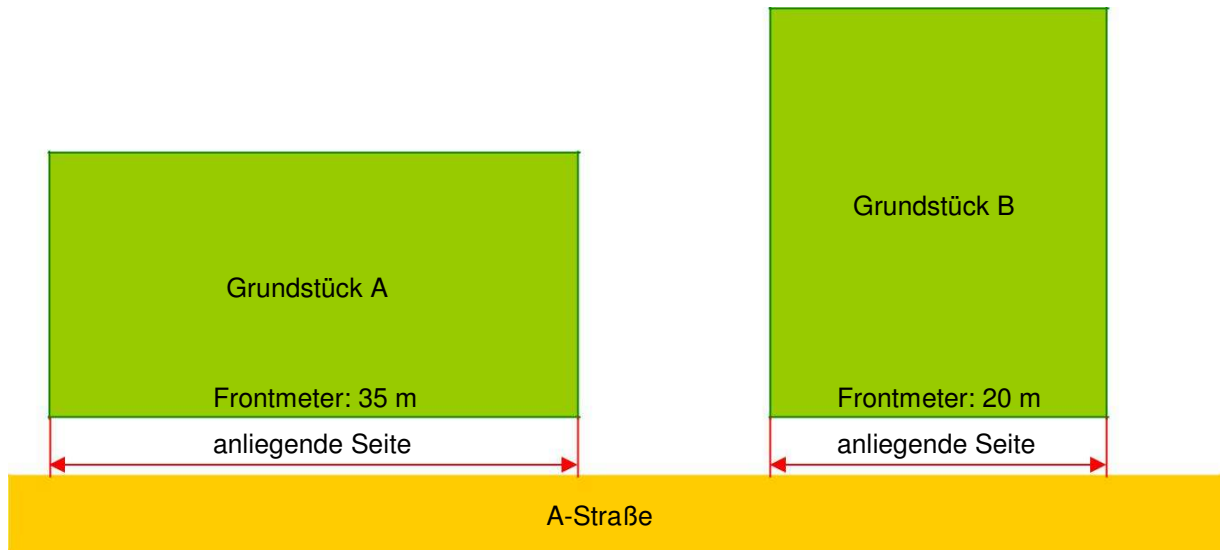 Grundstück B
Grundstück A
Frontmeter: 35 m
Frontmeter: 20 m
anliegende Seite
anliegende Seite
A-Straße